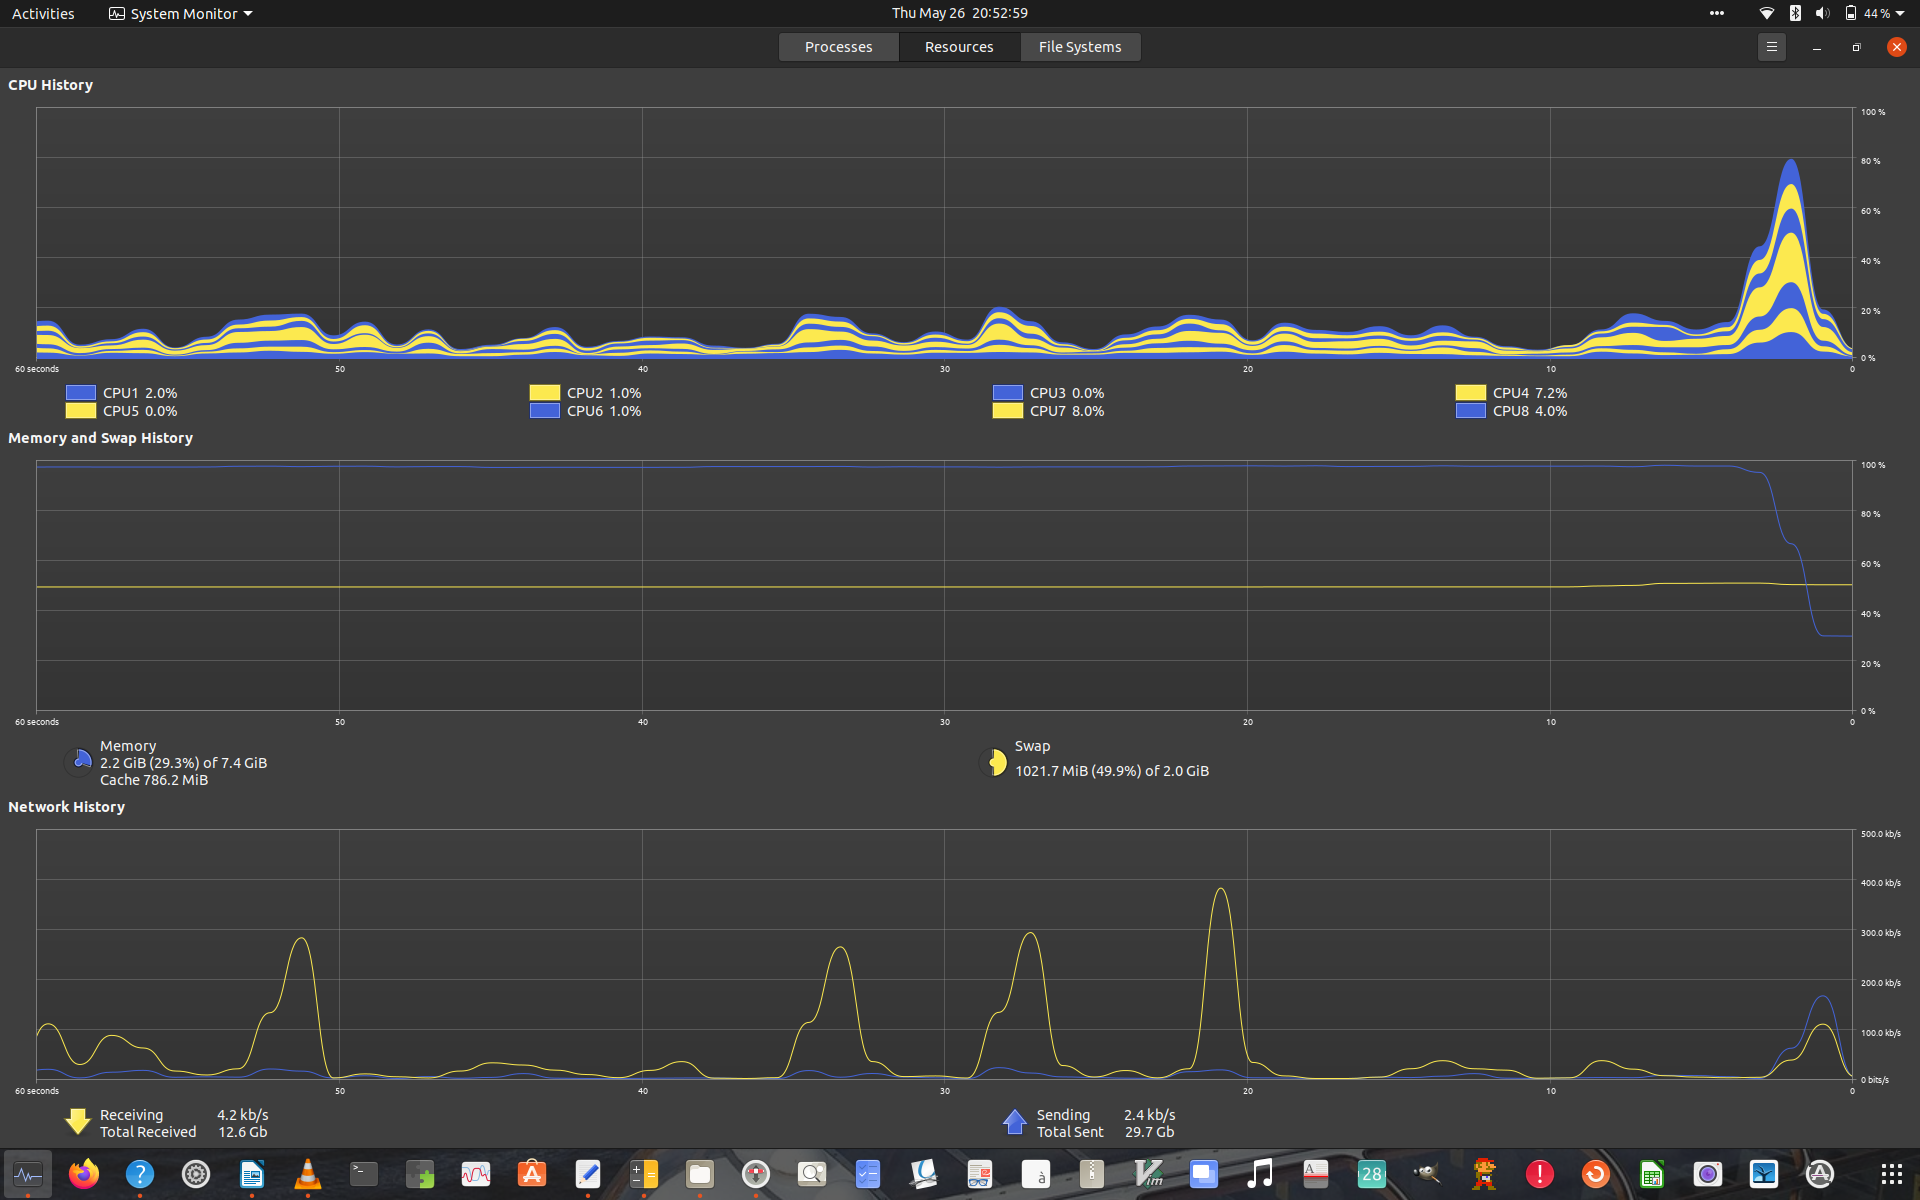 Activities System Monitor Thu May 26 20:52:59 44 %
Processes Resources File Systems
CPU History
100 %
80 %
60 %
40 %
20 %
0 %
60 seconds 50 40 30 20 10 0
CPU1 2.0% CPU2 1.0% CPU3 0.0% CPU4 7.2%
CPU5 0.0% CPU6 1.0% CPU7 8.0% CPU8 4.0%
Memory and Swap History
100 %
80 %
60 %
40 %
20 %
0 %
60 seconds 50 40 30 20 10 0
Memory Swap
2.2 GiB (29.3%) of 7.4 GiB 1021.7 MiB (49.9%) of 2.0 GiB
Cache 786.2 MiB
Network History
500.0 kb/s
400.0 kb/s
300.0 kb/s
200.0 kb/s
100.0 kb/s
0 bits/s
60 seconds 50 40 30 20 10 0
Receiving 4.2 kb/s Sending 2.4 kb/s
Total Received 12.6 Gb Total Sent 29.7 Gb
? >_ A à Vim A 28 !